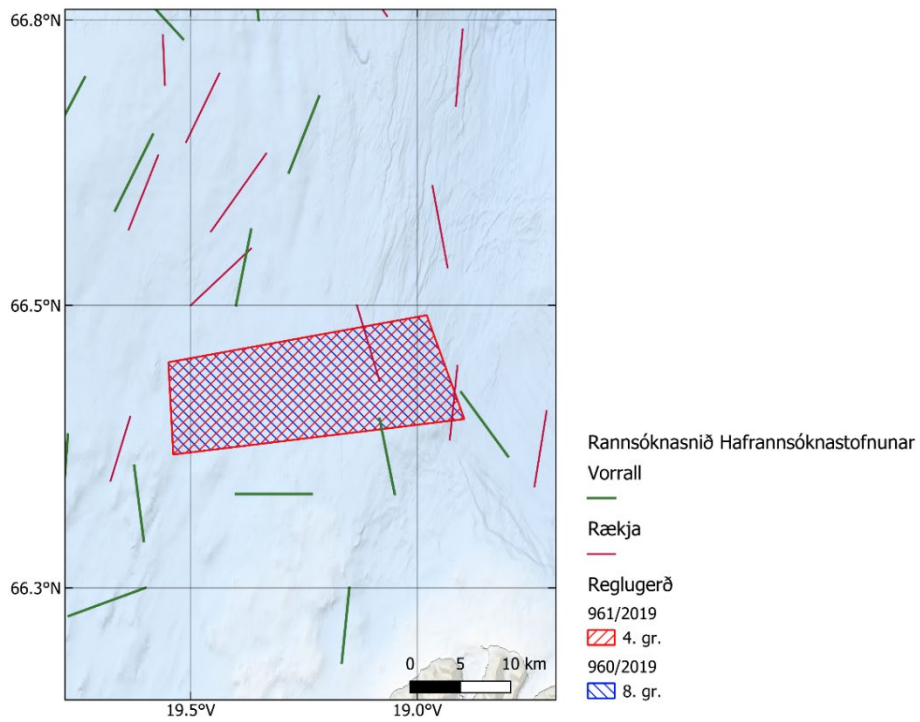 66.8°N
66.5°N
66.3°N
19.5°V
19.0°V
0 5 10 km
Rannsóknasnið Hafrannsóknastofnunar
Vorrall
Rækja
Reglugerð
961/2019
4. gr.
960/2019
8. gr.